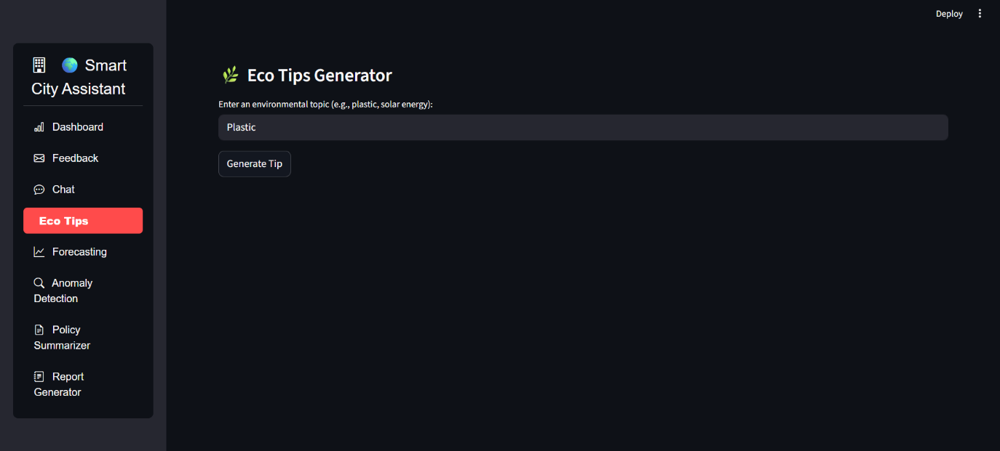 Deploy
Smart
City Assistant
Dashboard
Feedback
Chat
Eco Tips
Forecasting
Anomaly
Detection
Policy
Summarizer
Report
Generator
Eco Tips Generator
Enter an environmental topic (e.g., plastic, solar energy):
Plastic
Generate Tip